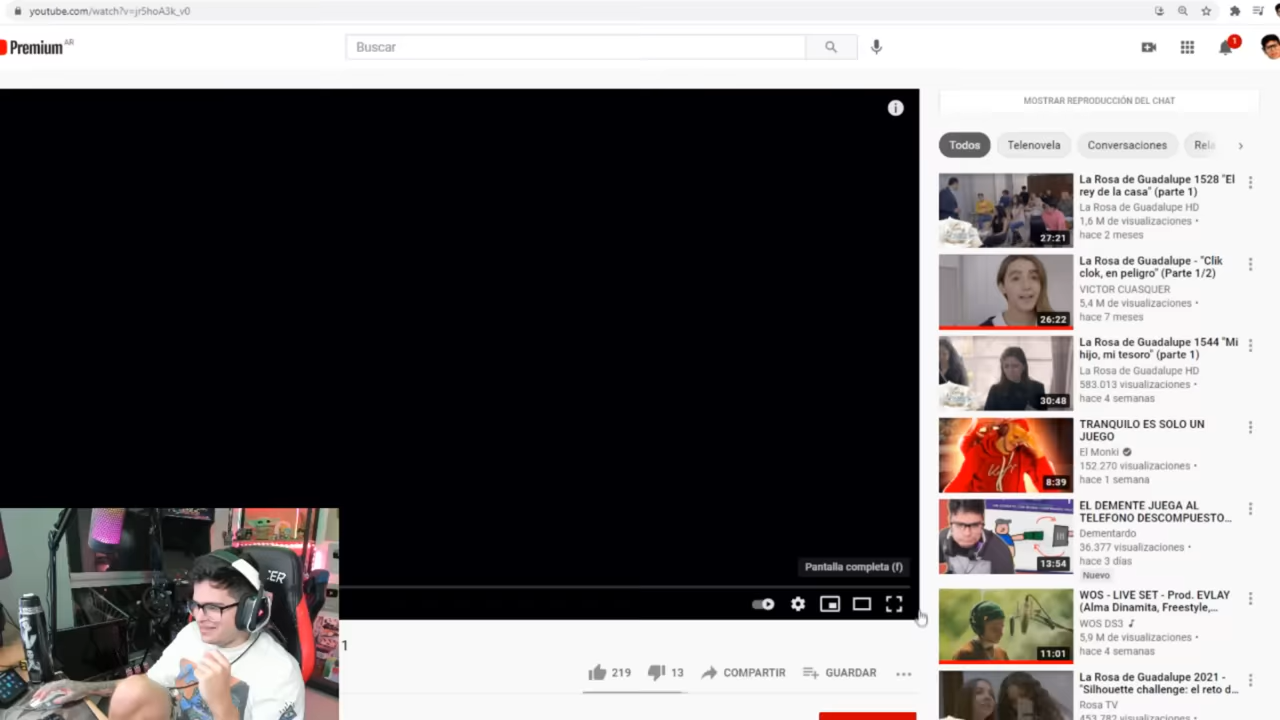 youtube.com/watch?v=jr5hoA3k_v0
Premium AR
Buscar
1
MOSTRAR REPRODUCCIÓN DEL CHAT
Todos
Telenovela
Conversaciones
Rela
La Rosa de Guadalupe 1528 "El
rey de la casa" (parte 1)
La Rosa de Guadalupe HD
1,6 M de visualizaciones •
hace 2 meses
27:21
La Rosa de Guadalupe - "Clik
clok, en peligro" (Parte 1/2)
VICTOR CUASQUER
5,4 M de visualizaciones •
hace 7 meses
26:22
La Rosa de Guadalupe 1544 "Mi
hijo, mi tesoro" (parte 1)
La Rosa de Guadalupe HD
583.013 visualizaciones •
hace 4 semanas
30:48
TRANQUILO ES SOLO UN
JUEGO
El Monki
152.270 visualizaciones •
hace 1 semana
8:39
EL DEMENTE JUEGA AL
TELEFONO DESCOMPUESTO...
Dementardo
36.377 visualizaciones •
hace 3 días
Nuevo
13:54
WOS - LIVE SET - Prod. EVLAY
(Alma Dinamita, Freestyle,...
WOS DS3
5,9 M de visualizaciones •
hace 4 semanas
11:01
La Rosa de Guadalupe 2021 -
"Silhouette challenge: el reto d...
Rosa TV
453.782 visualizaciones •
Pantalla completa (f)
1
219
13
COMPARTIR
GUARDAR
CER